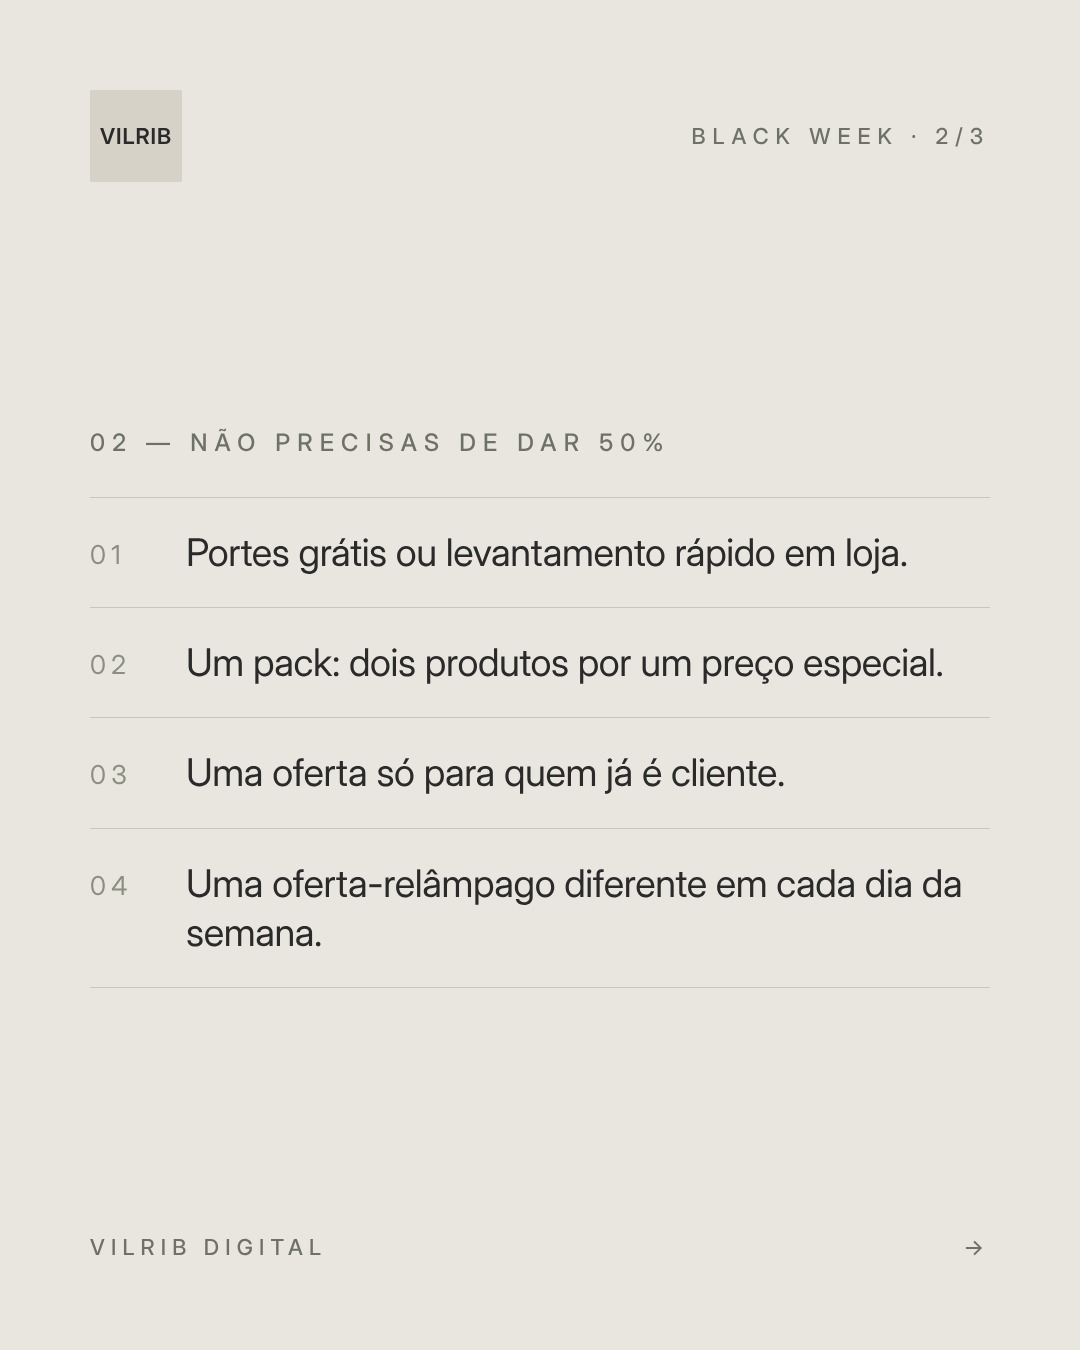 VILRIB
BLACK WEEK · 2/3
02 — NÃO PRECISAS DE DAR 50%
01 Portes grátis ou levantamento rápido em loja.
02 Um pack: dois produtos por um preço especial.
03 Uma oferta só para quem já é cliente.
04 Uma oferta-relâmpago diferente em cada dia da
semana.
VILRIB DIGITAL →